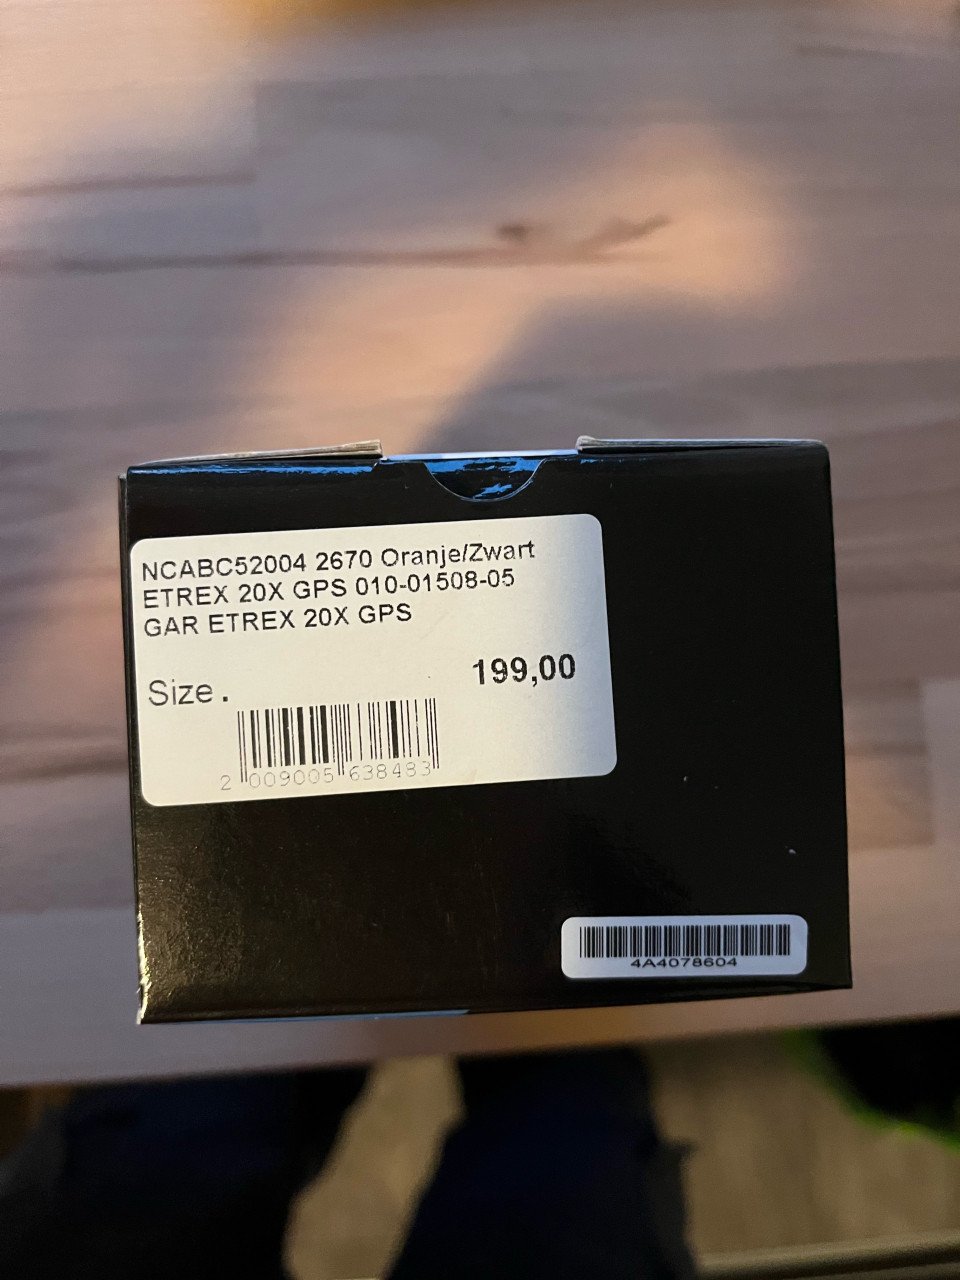 NCABC52004 2670 Oranje/Zwart
ETREX 20X GPS 010-01508-05
GAR ETREX 20X GPS
Size .
199,00
2 009005 638483
4A4078604